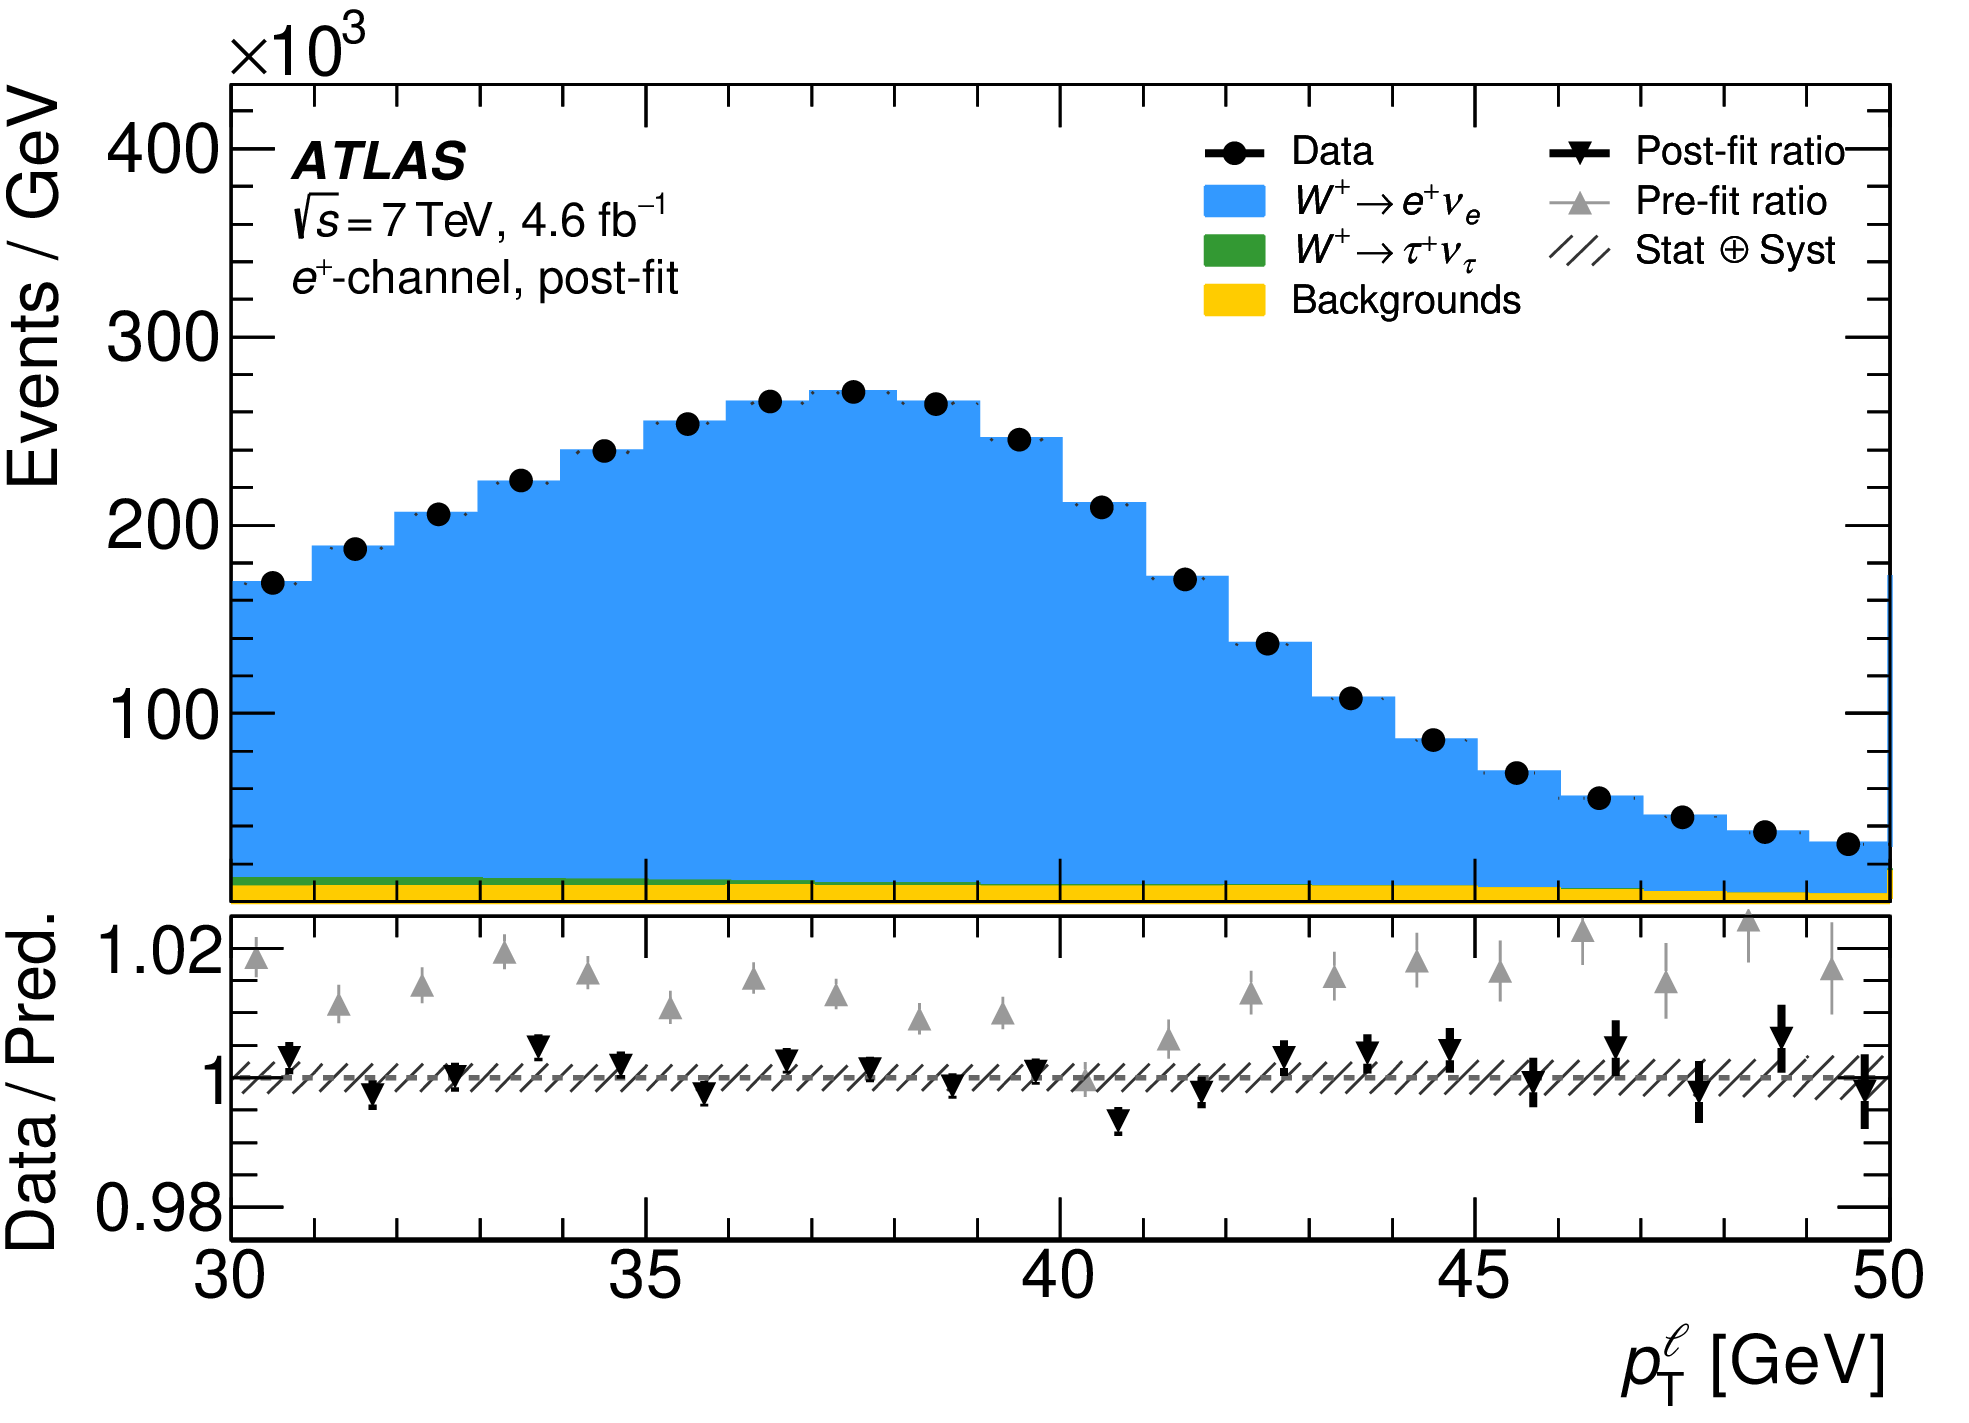 ×10³
Events / GeV
400
300
200
100
ATLAS
√s = 7 TeV, 4.6 fb⁻¹
e⁺-channel, post-fit
Data
W⁺ → e⁺νₑ
W⁺ → τ⁺ν_τ
Backgrounds
Post-fit ratio
Pre-fit ratio
Stat ⊕ Syst
Data / Pred.
1.02
1
0.98
30 35 40 45 50
p_T^ℓ [GeV]